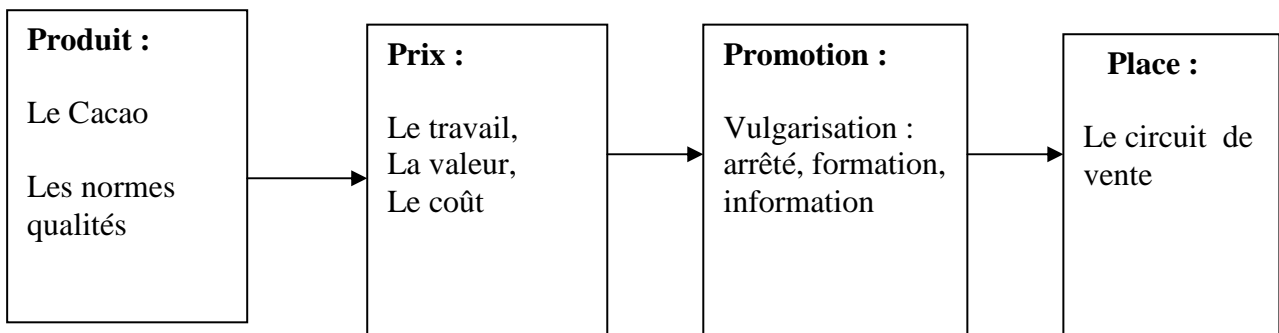 Produit :
Le Cacao
Les normes
qualités
Prix :
Le travail,
La valeur,
Le coût
Promotion :
Vulgarisation :
arrêté, formation,
information
Place :
Le circuit de
vente